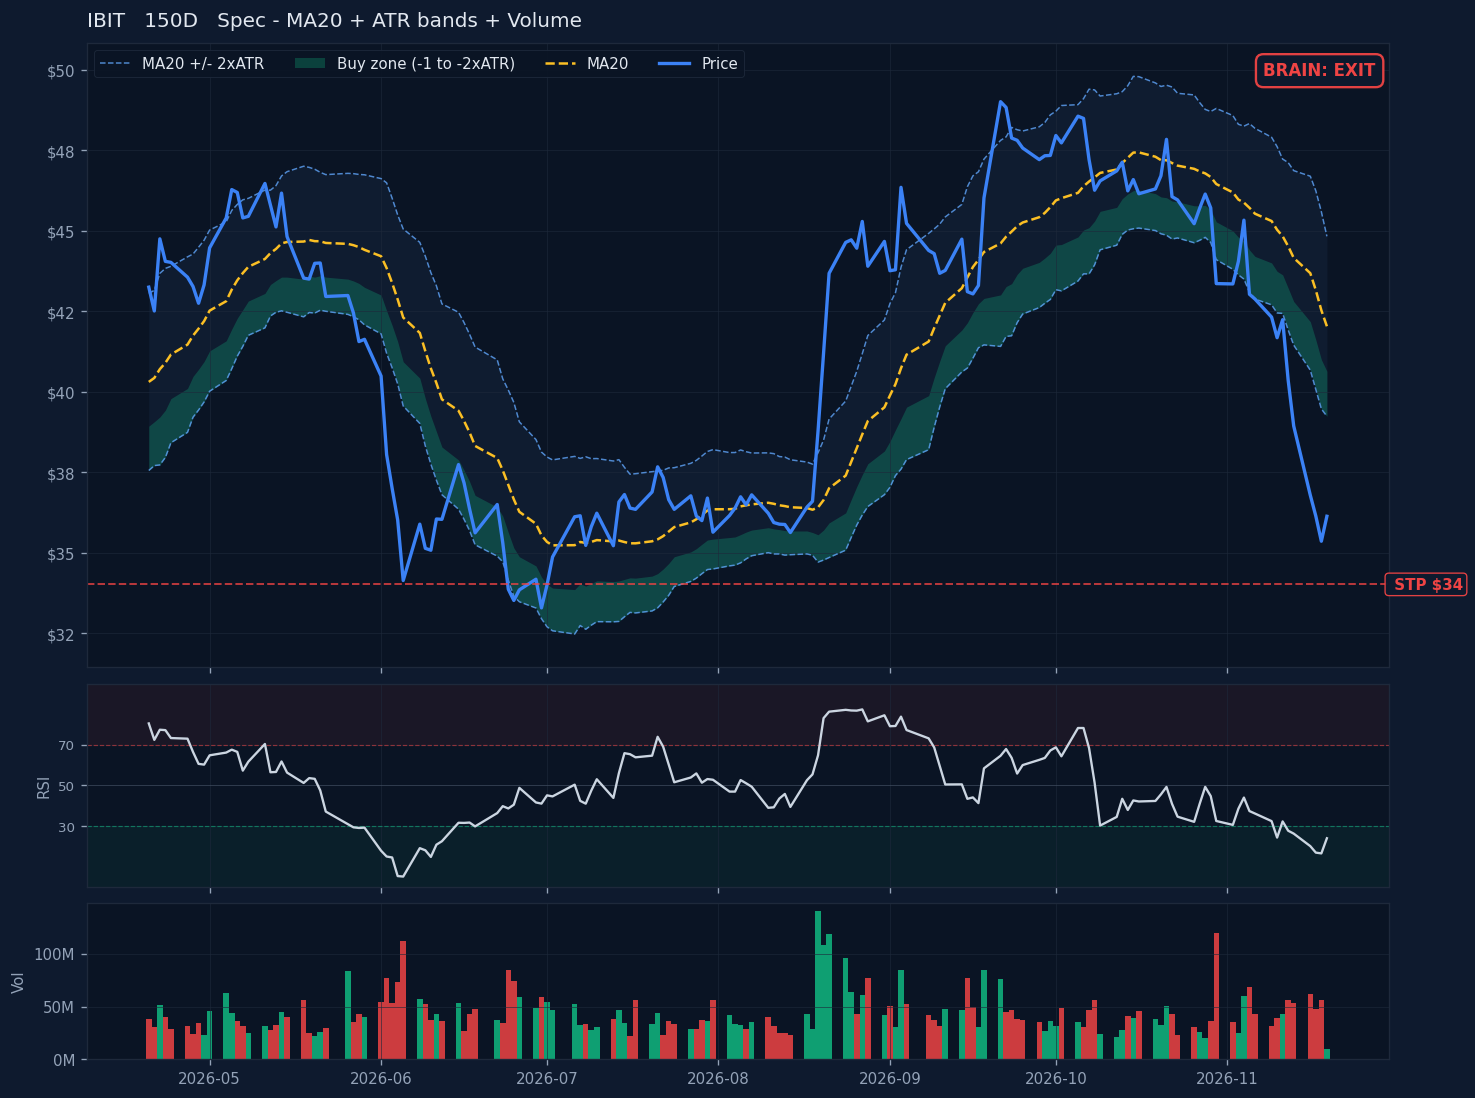 IBIT 150D Spec - MA20 + ATR bands + Volume
MA20 +/- 2xATR Buy zone (-1 to -2xATR) MA20 Price
BRAIN: EXIT
$50
$48
$45
$42
$40
$38
$35
STP $34
$32
RSI
70
50
30
Vol
100M
50M
0M
2026-05 2026-06 2026-07 2026-08 2026-09 2026-10 2026-11